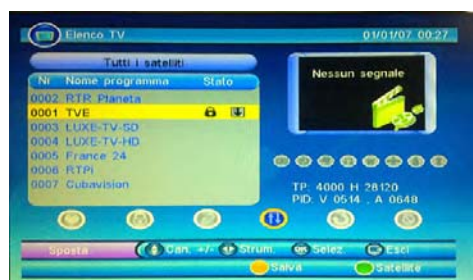 Elenco TV
01/01/07 00:27
Tutti i satelliti
Nr Nome programma Stato
0002 RTR Planeta
0001 TVE
0003 LUXE-TV-SD
0004 LUXE-TV-HD
0005 France 24
0006 RTPi
0007 Cubavision
Nessun segnale
TP: 4000 H 28120
PID: V 0514 , A 0648
Sposta Can. +/- Strum. OK Selez. Esci
Salva Satellite